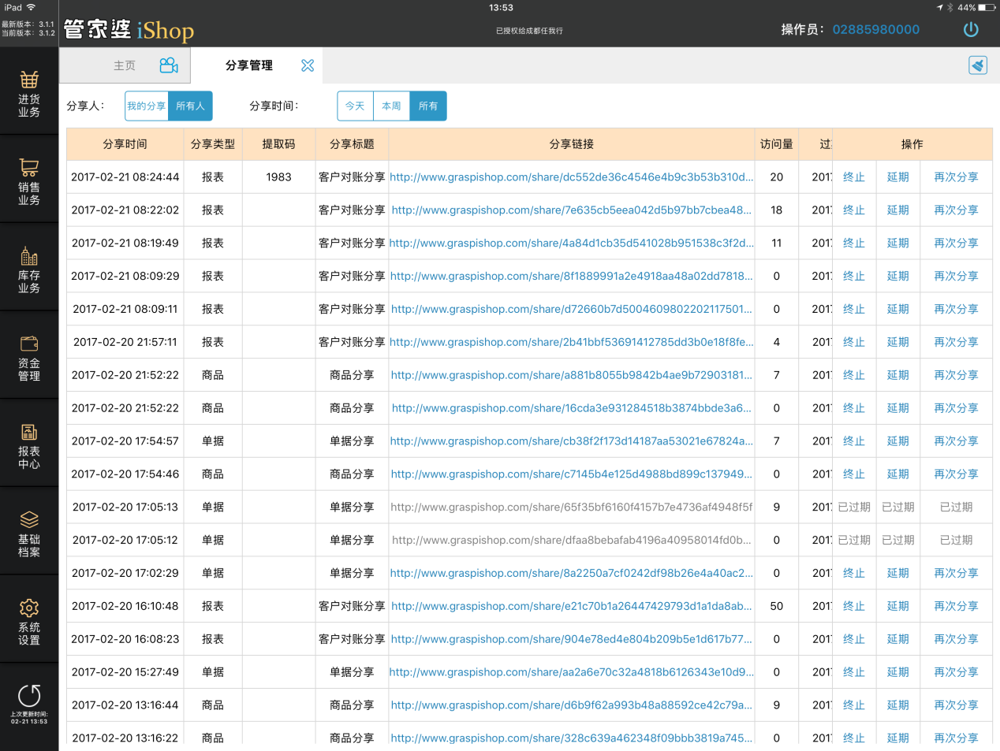 iPad
13:53
44%
最新版本: 3.1.1
当前版本: 3.1.2
管家婆 iShop
已授权给成都任我行
操作员: 02885980000
主页
分享管理
进货
业务
销售
业务
库存
业务
资金
管理
报表
中心
基础
档案
系统
设置
上次更新时间:
02-21 13:53
分享人: 我的分享 所有人 分享时间: 今天 本周 所有
分享时间 分享类型 提取码 分享标题 分享链接 访问量 过 操作
2017-02-21 08:24:44 报表 1983 客户对账分享 http://www.graspishop.com/share/dc552de36c4546e4b9c3b53b310d... 20 2017 终止 延期 再次分享
2017-02-21 08:22:02 报表 客户对账分享 http://www.graspishop.com/share/7e635cb5eea042d5b97bb7cbea48... 18 2017 终止 延期 再次分享
2017-02-21 08:19:49 报表 客户对账分享 http://www.graspishop.com/share/4a84d1cb35d541028b951538c3f2d... 11 2017 终止 延期 再次分享
2017-02-21 08:09:29 报表 客户对账分享 http://www.graspishop.com/share/8f1889991a2e4918aa48a02dd7818... 0 2017 终止 延期 再次分享
2017-02-21 08:09:11 报表 客户对账分享 http://www.graspishop.com/share/d72660b7d5004609802202117501... 0 2017 终止 延期 再次分享
2017-02-20 21:57:11 报表 客户对账分享 http://www.graspishop.com/share/2b41bbf53691412785dd3b0e18f8fe... 4 2017 终止 延期 再次分享
2017-02-20 21:52:22 商品 商品分享 http://www.graspishop.com/share/a881b8055b9842b4ae9b72903181... 7 2017 终止 延期 再次分享
2017-02-20 21:52:22 商品 商品分享 http://www.graspishop.com/share/16cda3e931284518b3874bbde3a6... 0 2017 终止 延期 再次分享
2017-02-20 17:54:57 单据 单据分享 http://www.graspishop.com/share/cb38f2f173d14187aa53021e67824a... 7 2017 终止 延期 再次分享
2017-02-20 17:54:46 商品 商品分享 http://www.graspishop.com/share/c7145b4e125d4988bd899c137949... 0 2017 终止 延期 再次分享
2017-02-20 17:05:13 单据 单据分享 http://www.graspishop.com/share/65f35bf6160f4157b7e4736af4948f5f 9 2017 已过期 已过期 已过期
2017-02-20 17:05:12 单据 单据分享 http://www.graspishop.com/share/dfaa8bebafab4196a40958014fd0b... 0 2017 已过期 已过期 已过期
2017-02-20 17:02:29 单据 单据分享 http://www.graspishop.com/share/8a2250a7cf0242df98b26e4a40ac2... 0 2017 终止 延期 再次分享
2017-02-20 16:10:48 报表 客户对账分享 http://www.graspishop.com/share/e21c70b1a26447429793d1a1da8ab... 50 2017 终止 延期 再次分享
2017-02-20 16:08:23 报表 客户对账分享 http://www.graspishop.com/share/904e78ed4e804b209b5e1d617b77... 0 2017 终止 延期 再次分享
2017-02-20 15:27:49 单据 单据分享 http://www.graspishop.com/share/aa2a6e70c32a4818b6126343e10d9... 0 2017 终止 延期 再次分享
2017-02-20 13:16:44 商品 商品分享 http://www.graspishop.com/share/d6b9f62a993b48a88592ce42c79a... 9 2017 终止 延期 再次分享
2017-02-20 13:16:22 商品 商品分享 http://www.graspishop.com/share/328c639a462348f09bbb3819a745... 0 2017 终止 延期 再次分享